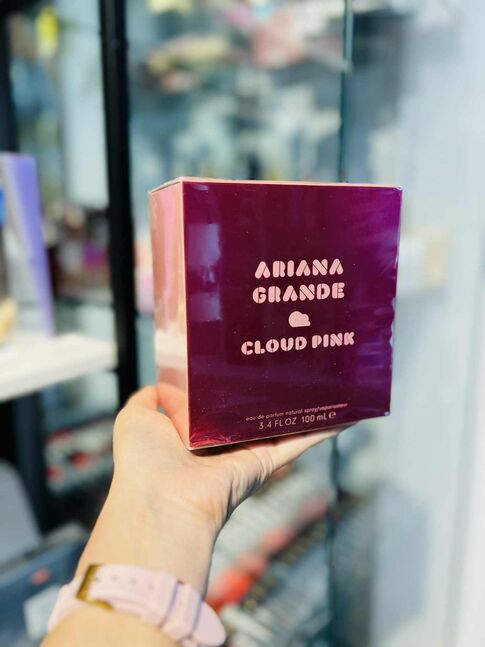 ARIANA
GRANDE
CLOUD PINK
eau de parfum natural spray/vaporisateur
3.4 FL OZ 100 mL ℮